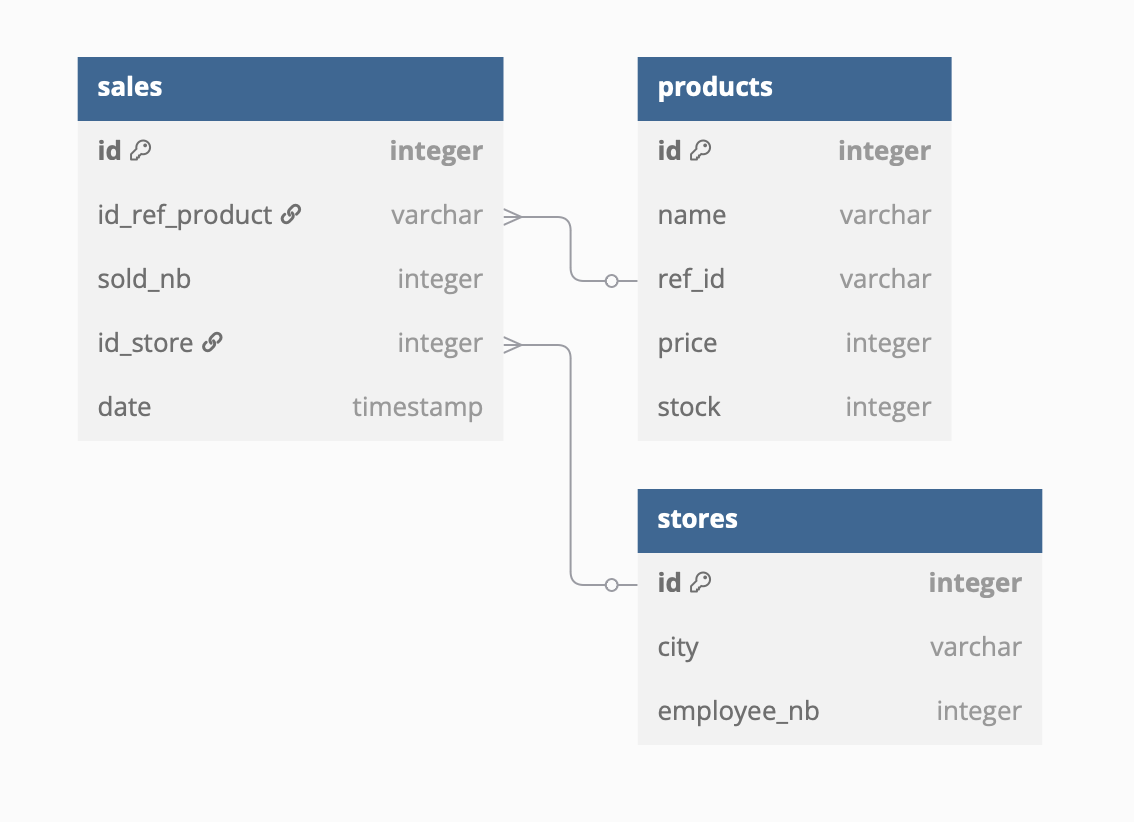 sales
id integer
id_ref_product varchar
sold_nb integer
id_store integer
date timestamp
products
id integer
name varchar
ref_id varchar
price integer
stock integer
stores
id integer
city varchar
employee_nb integer